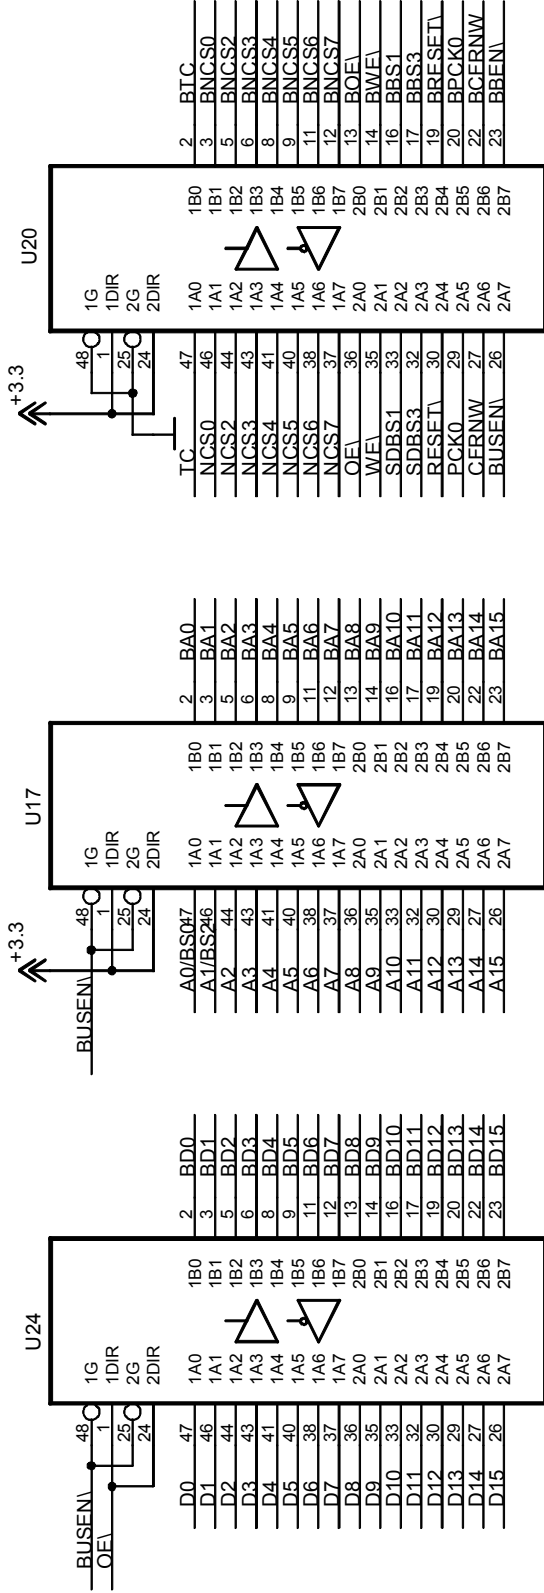 U24
BUSEN\ 48 1G
OE\ 1 1DIR
25 2G
24 2DIR
D0 47 1A0 1B0 2 BD0
D1 46 1A1 1B1 3 BD1
D2 44 1A2 1B2 5 BD2
D3 43 1A3 1B3 6 BD3
D4 41 1A4 1B4 8 BD4
D5 40 1A5 1B5 9 BD5
D6 38 1A6 1B6 11 BD6
D7 37 1A7 1B7 12 BD7
D8 36 2A0 2B0 13 BD8
D9 35 2A1 2B1 14 BD9
D10 33 2A2 2B2 16 BD10
D11 32 2A3 2B3 17 BD11
D12 30 2A4 2B4 19 BD12
D13 29 2A5 2B5 20 BD13
D14 27 2A6 2B6 22 BD14
D15 26 2A7 2B7 23 BD15
+3.3
U17
BUSEN\ 48 1G
1 1DIR
25 2G
24 2DIR
A0/BS0 47 1A0 1B0 2 BA0
A1/BS2 46 1A1 1B1 3 BA1
A2 44 1A2 1B2 5 BA2
A3 43 1A3 1B3 6 BA3
A4 41 1A4 1B4 8 BA4
A5 40 1A5 1B5 9 BA5
A6 38 1A6 1B6 11 BA6
A7 37 1A7 1B7 12 BA7
A8 36 2A0 2B0 13 BA8
A9 35 2A1 2B1 14 BA9
A10 33 2A2 2B2 16 BA10
A11 32 2A3 2B3 17 BA11
A12 30 2A4 2B4 19 BA12
A13 29 2A5 2B5 20 BA13
A14 27 2A6 2B6 22 BA14
A15 26 2A7 2B7 23 BA15
+3.3
U20
48 1G
1 1DIR
25 2G
24 2DIR
TC 47 1A0 1B0 2 BTC
NCS0 46 1A1 1B1 3 BNCS0
NCS2 44 1A2 1B2 5 BNCS2
NCS3 43 1A3 1B3 6 BNCS3
NCS4 41 1A4 1B4 8 BNCS4
NCS5 40 1A5 1B5 9 BNCS5
NCS6 38 1A6 1B6 11 BNCS6
NCS7 37 1A7 1B7 12 BNCS7
OE\ 36 2A0 2B0 13 BOE\
WE\ 35 2A1 2B1 14 BWE\
SDBS1 33 2A2 2B2 16 BBS1
SDBS3 32 2A3 2B3 17 BBS3
RESET\ 30 2A4 2B4 19 BRESET\
PCK0 29 2A5 2B5 20 BPCK0
CFRNW 27 2A6 2B6 22 BCFRNW
BUSEN\ 26 2A7 2B7 23 BBEN\